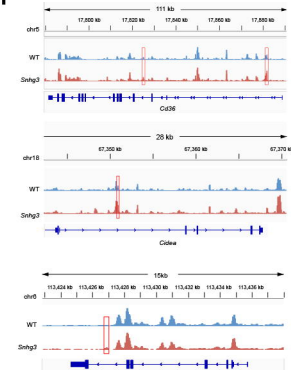 111 kb
chr5
17,800 kb 17,820 kb 17,840 kb 17,860 kb 17,880 kb
WT
Snhg3
Cd36
28 kb
chr18
67,350 kb 67,360 kb 67,370 k
WT
Snhg3
Cidea
15kb
113,424 kb 113,426 kb 113,428 kb 113,430 kb 113,432 kb 113,434 kb 113,436 kb
chr6
WT
Snhg3